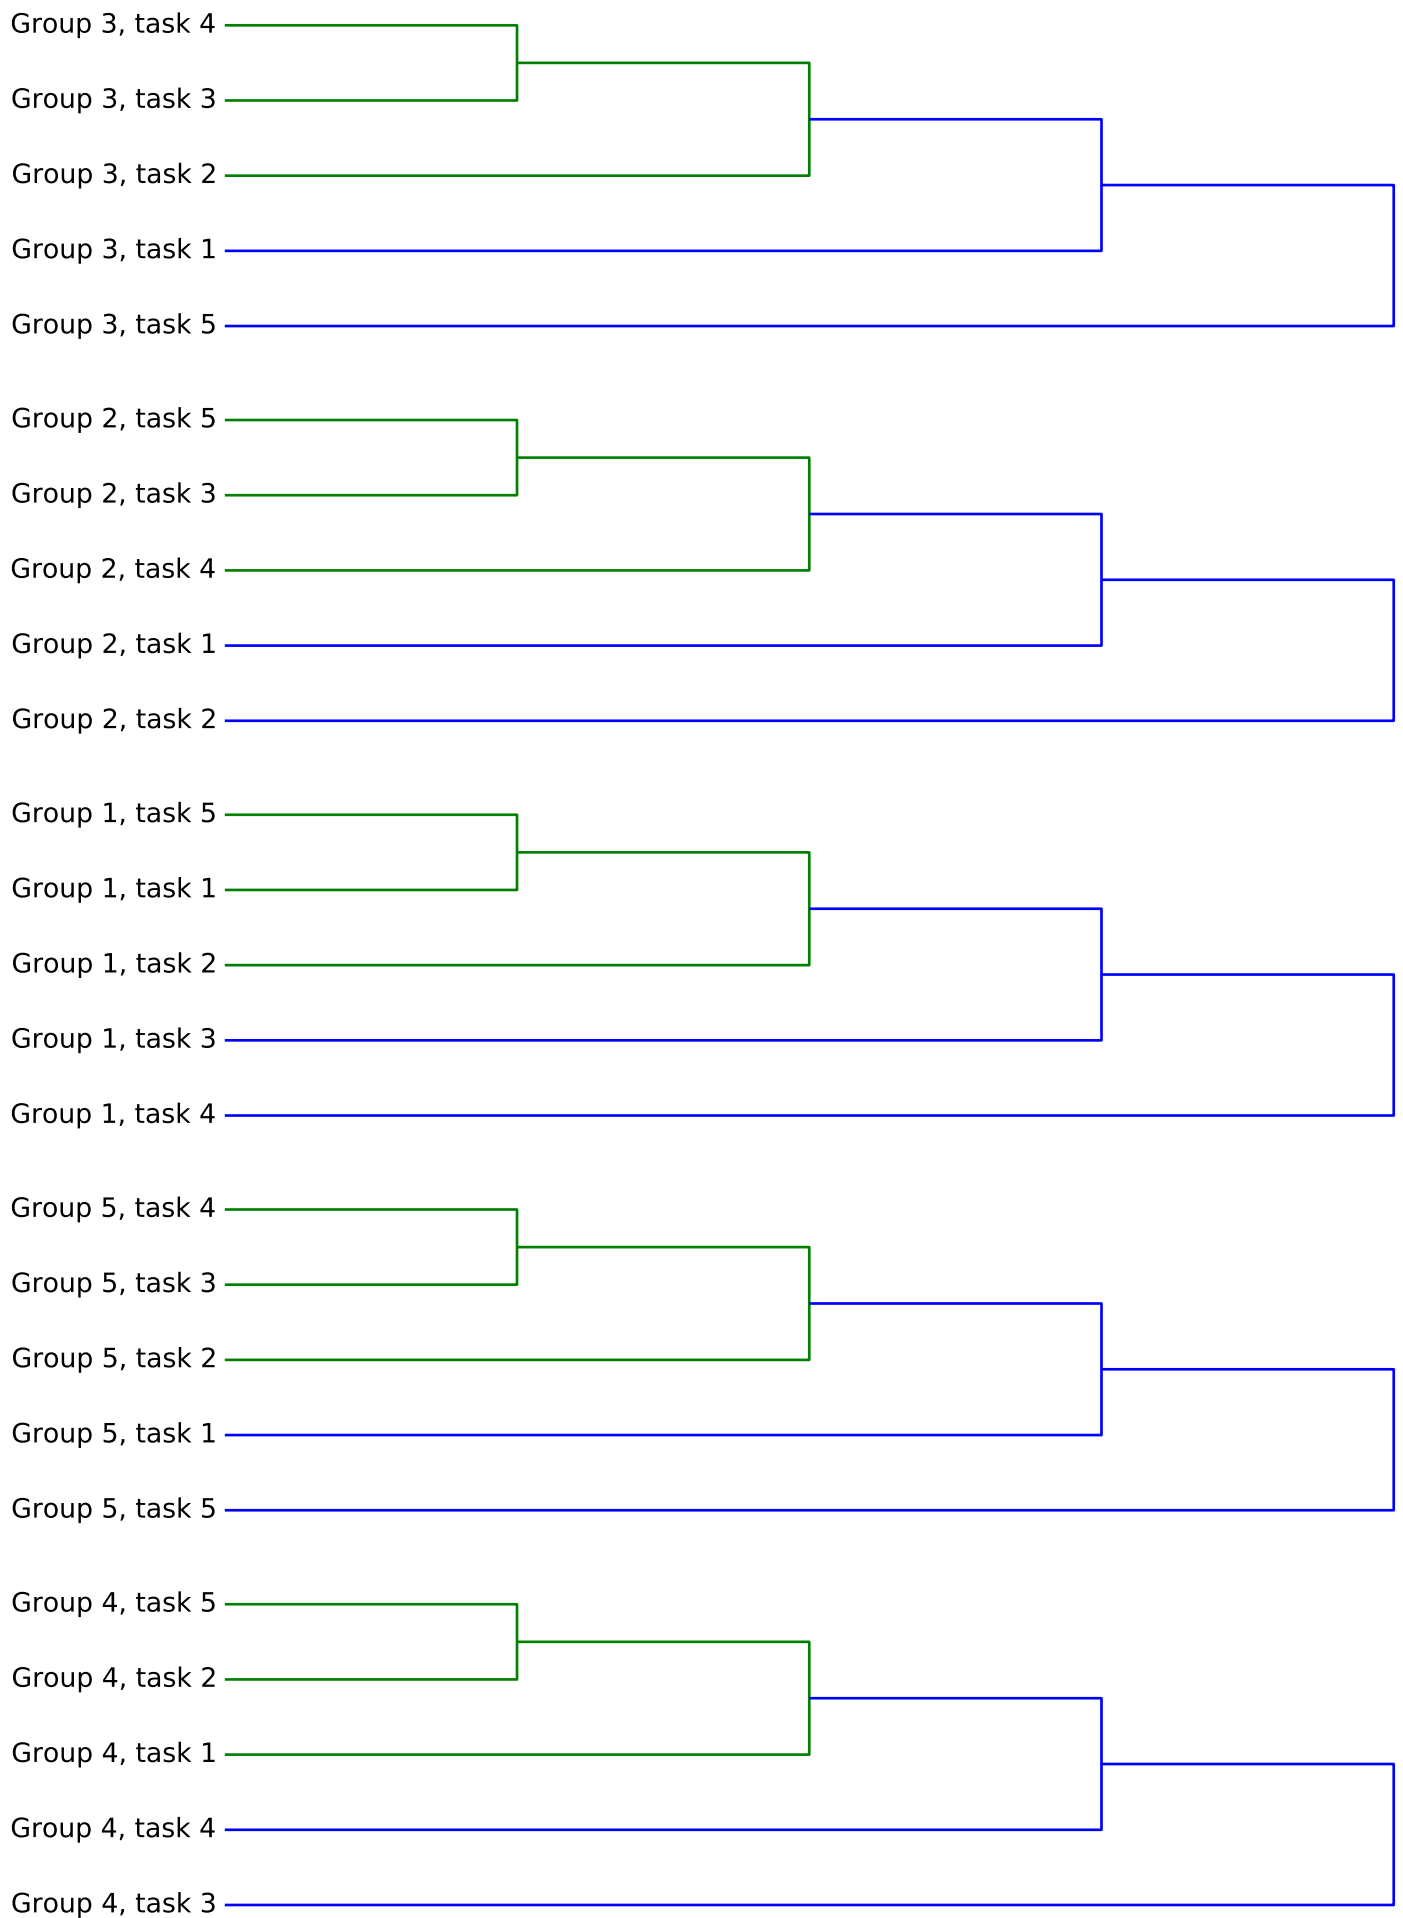 Group 3, task 4
Group 3, task 3
Group 3, task 2
Group 3, task 1
Group 3, task 5
Group 2, task 5
Group 2, task 3
Group 2, task 4
Group 2, task 1
Group 2, task 2
Group 1, task 5
Group 1, task 1
Group 1, task 2
Group 1, task 3
Group 1, task 4
Group 5, task 4
Group 5, task 3
Group 5, task 2
Group 5, task 1
Group 5, task 5
Group 4, task 5
Group 4, task 2
Group 4, task 1
Group 4, task 4
Group 4, task 3